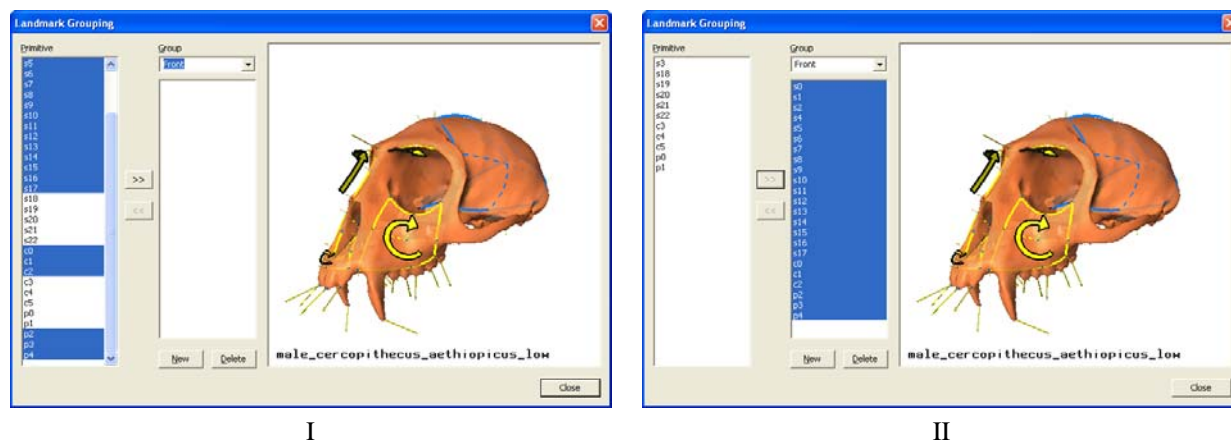 Landmark Grouping
Primitive
s5
s6
s7
s8
s9
s10
s11
s12
s13
s14
s15
s16
s17
s18
s19
s20
s21
s22
c0
c1
c2
c3
c4
c5
p0
p1
p2
p3
p4
>>
<<
Group
Front
New
Delete
male_cercopithecus_aethiopicus_low
Close
I
Landmark Grouping
Primitive
s3
s18
s19
s20
s21
s22
c3
c4
c5
p0
p1
>>
<<
Group
Front
s0
s1
s2
s4
s5
s6
s7
s8
s9
s10
s11
s12
s13
s14
s15
s16
s17
c0
c1
c2
p2
p3
p4
New
Delete
male_cercopithecus_aethiopicus_low
Close
II